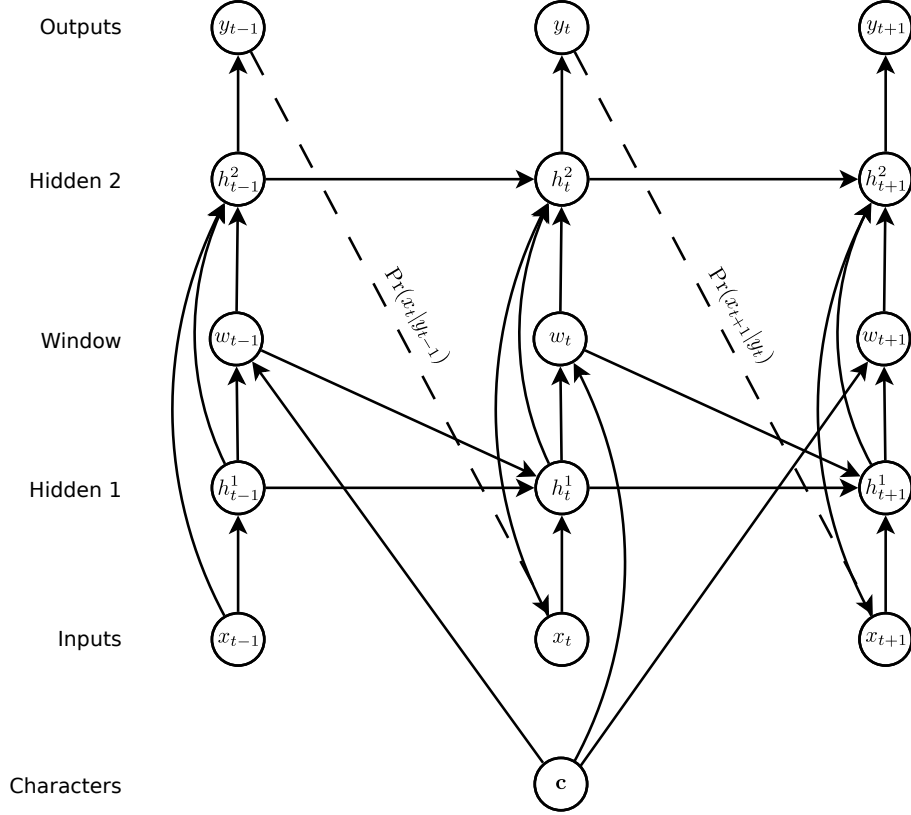 Outputs y_{t−1} y_t y_{t+1}
Hidden 2 h^2_{t−1} h^2_t h^2_{t+1}
Pr(x_t|y_{t−1}) Pr(x_{t+1}|y_t)
Window w_{t−1} w_t w_{t+1}
Hidden 1 h^1_{t−1} h^1_t h^1_{t+1}
Inputs x_{t−1} x_t x_{t+1}
Characters c